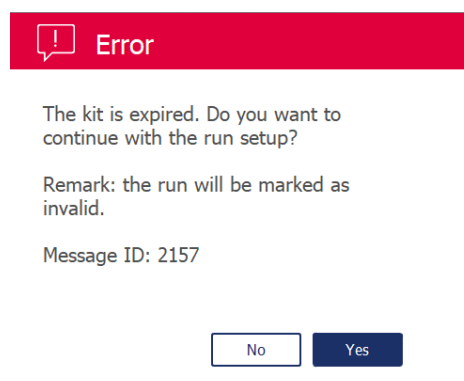 Error
The kit is expired. Do you want to
continue with the run setup?
Remark: the run will be marked as
invalid.
Message ID: 2157
No
Yes